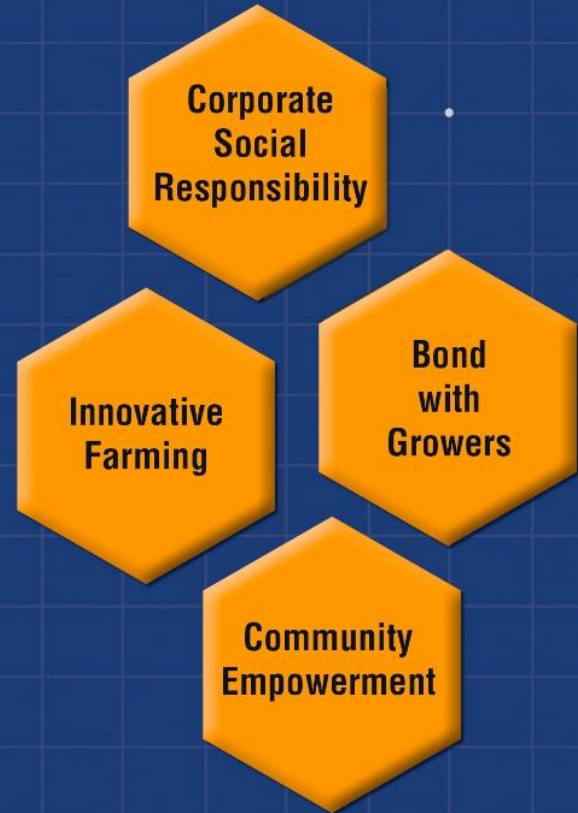 Corporate
Social
Responsibility
Innovative
Farming
Bond
with
Growers
Community
Empowerment